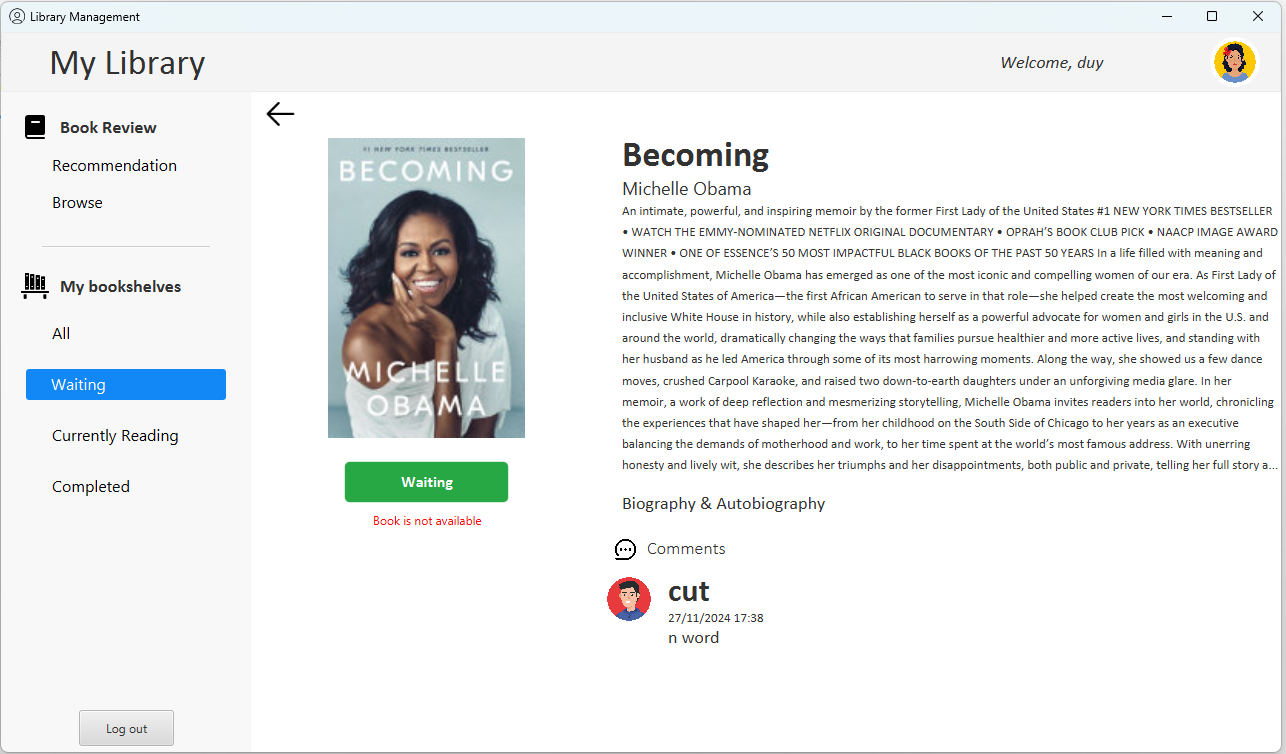 Library Management
My Library
Welcome, duy
Book Review
Recommendation
Browse
My bookshelves
All
Waiting
Currently Reading
Completed
Log out
#1 NEW YORK TIMES BESTSELLER
BECOMING
MICHELLE
OBAMA
Waiting
Book is not available
Becoming
Michelle Obama
An intimate, powerful, and inspiring memoir by the former First Lady of the United States #1 NEW YORK TIMES BESTSELLER
• WATCH THE EMMY-NOMINATED NETFLIX ORIGINAL DOCUMENTARY • OPRAH’S BOOK CLUB PICK • NAACP IMAGE AWARD
WINNER • ONE OF ESSENCE’S 50 MOST IMPACTFUL BLACK BOOKS OF THE PAST 50 YEARS In a life filled with meaning and
accomplishment, Michelle Obama has emerged as one of the most iconic and compelling women of our era. As First Lady of
the United States of America—the first African American to serve in that role—she helped create the most welcoming and
inclusive White House in history, while also establishing herself as a powerful advocate for women and girls in the U.S. and
around the world, dramatically changing the ways that families pursue healthier and more active lives, and standing with
her husband as he led America through some of its most harrowing moments. Along the way, she showed us a few dance
moves, crushed Carpool Karaoke, and raised two down-to-earth daughters under an unforgiving media glare. In her
memoir, a work of deep reflection and mesmerizing storytelling, Michelle Obama invites readers into her world, chronicling
the experiences that have shaped her—from her childhood on the South Side of Chicago to her years as an executive
balancing the demands of motherhood and work, to her time spent at the world’s most famous address. With unerring
honesty and lively wit, she describes her triumphs and her disappointments, both public and private, telling her full story a...
Biography & Autobiography
Comments
cut
27/11/2024 17:38
n word